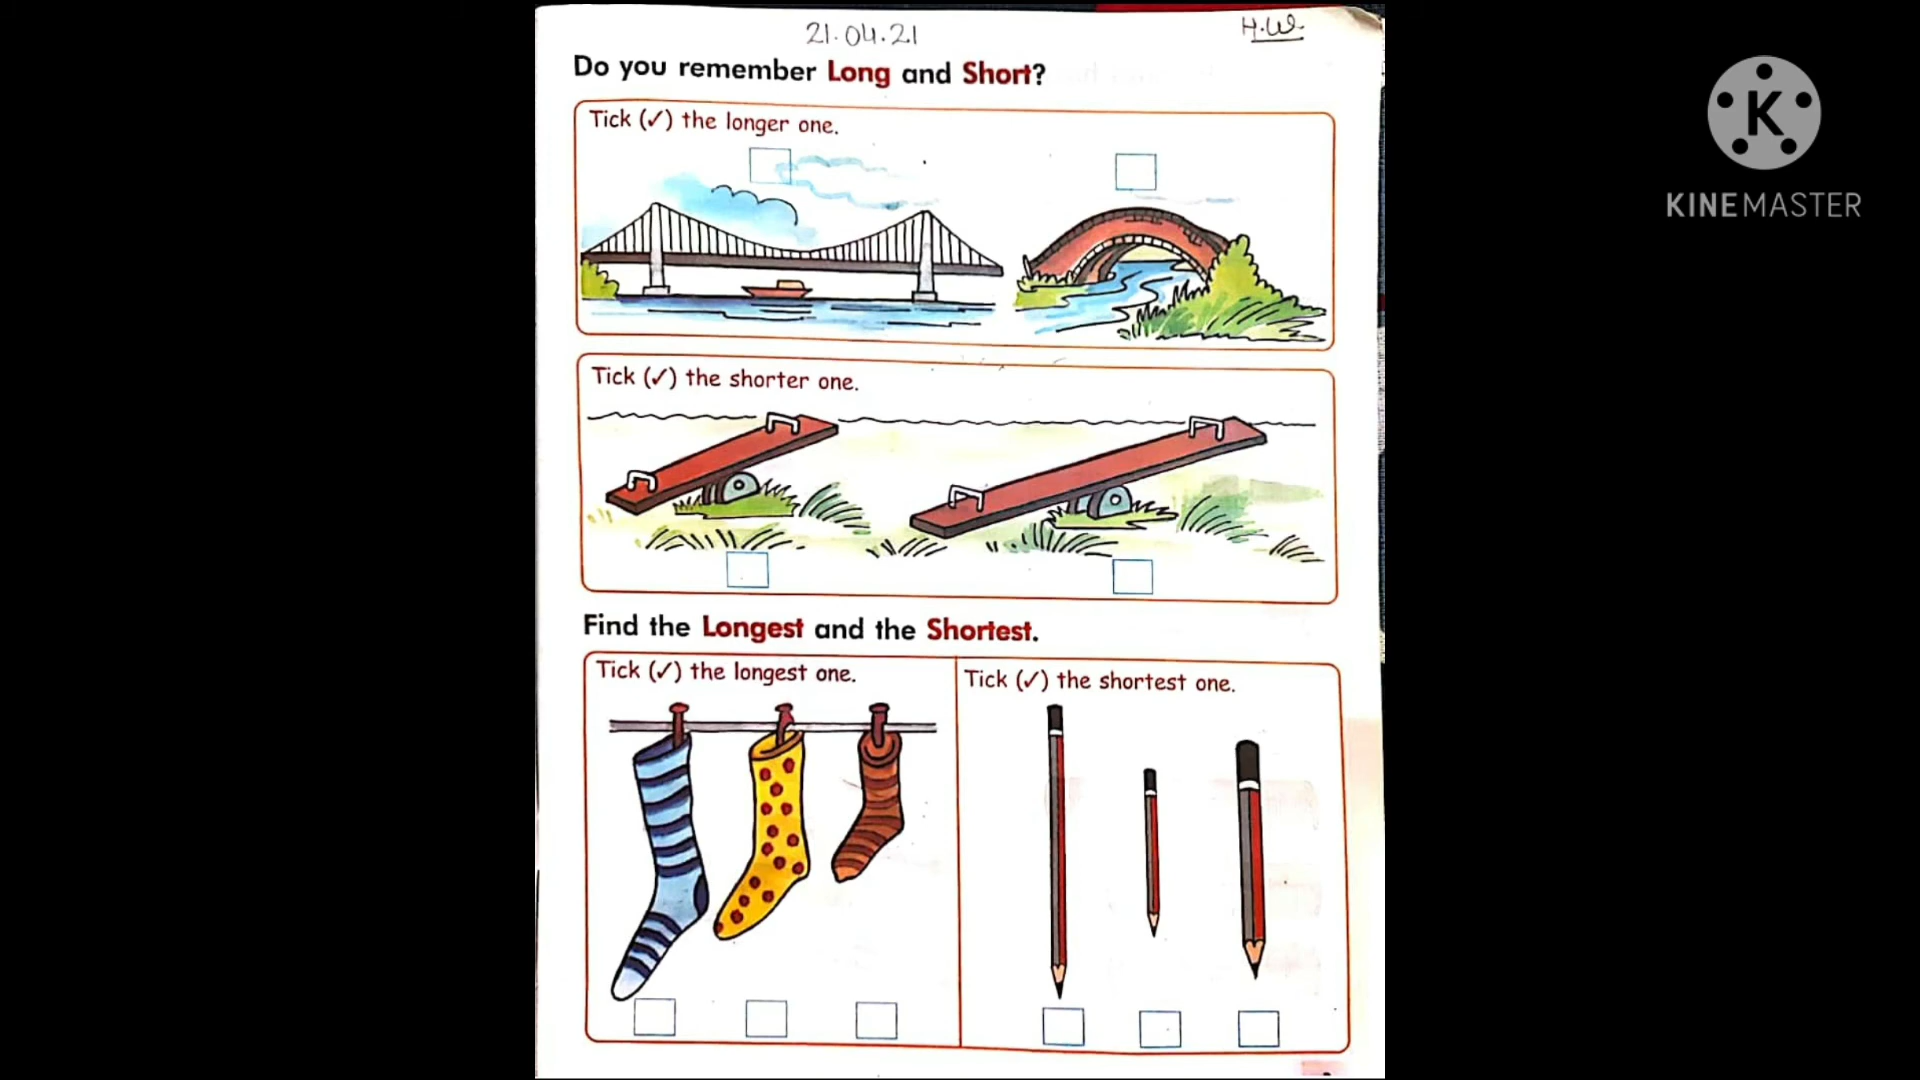 21.04.21
H.W.
Do you remember Long and Short?
Tick (✓) the longer one.
Tick (✓) the shorter one.
Find the Longest and the Shortest.
Tick (✓) the longest one.
Tick (✓) the shortest one.
K
KINEMASTER